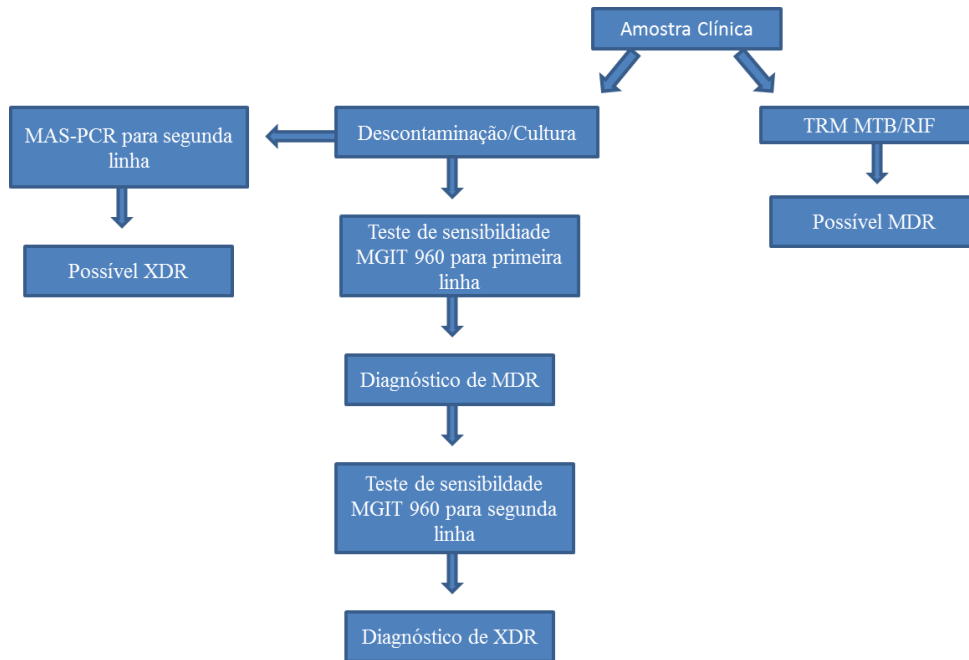 Amostra Clínica
MAS-PCR para segunda
linha
Descontaminação/Cultura
TRM MTB/RIF
Teste de sensibildiade
MGIT 960 para primeira
linha
Possível MDR
Possível XDR
Diagnóstico de MDR
Teste de sensibildade
MGIT 960 para segunda
linha
Diagnóstico de XDR